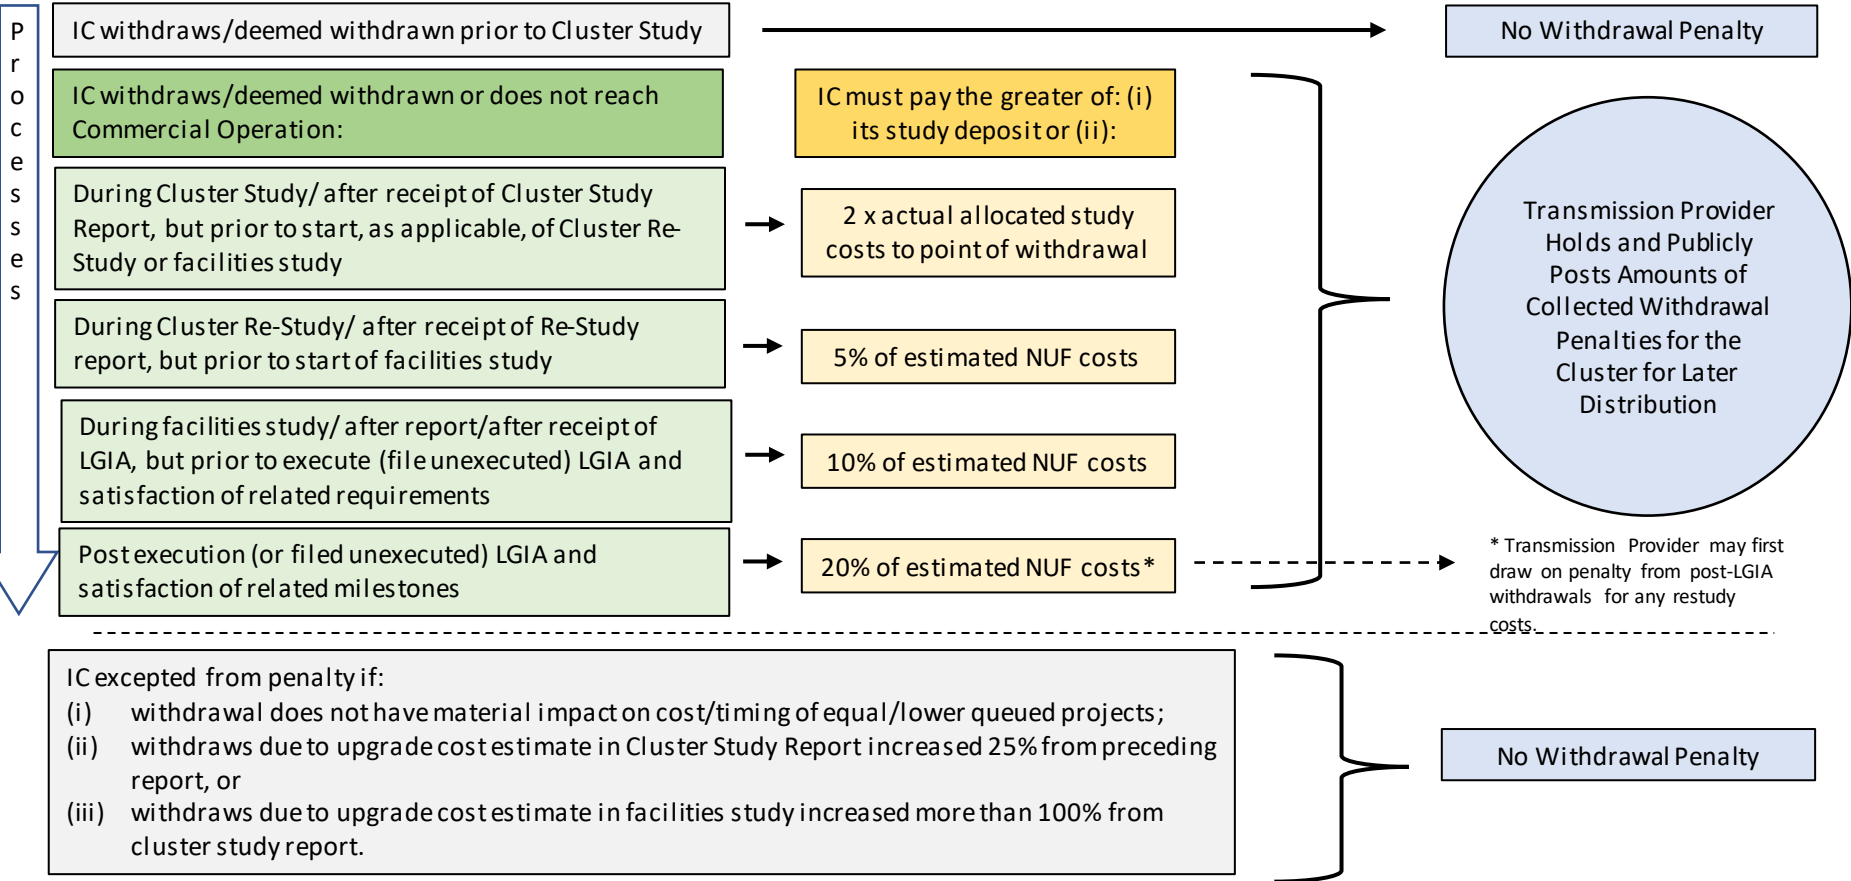 Processes
IC withdraws/deemed withdrawn prior to Cluster Study
No Withdrawal Penalty
IC withdraws/deemed withdrawn or does not reach
Commercial Operation:
IC must pay the greater of: (i)
its study deposit or (ii):
During Cluster Study/ after receipt of Cluster Study
Report, but prior to start, as applicable, of Cluster Re-
Study or facilities study
2 x actual allocated study
costs to point of withdrawal
During Cluster Re-Study/ after receipt of Re-Study
report, but prior to start of facilities study
5% of estimated NUF costs
During facilities study/ after report/after receipt of
LGIA, but prior to execute (file unexecuted) LGIA and
satisfaction of related requirements
10% of estimated NUF costs
Post execution (or filed unexecuted) LGIA and
satisfaction of related milestones
20% of estimated NUF costs*
Transmission Provider
Holds and Publicly
Posts Amounts of
Collected Withdrawal
Penalties for the
Cluster for Later
Distribution
* Transmission Provider may first
draw on penalty from post-LGIA
withdrawals for any restudy
costs.
IC excepted from penalty if:
(i) withdrawal does not have material impact on cost/timing of equal/lower queued projects;
(ii) withdraws due to upgrade cost estimate in Cluster Study Report increased 25% from preceding
report, or
(iii) withdraws due to upgrade cost estimate in facilities study increased more than 100% from
cluster study report.
No Withdrawal Penalty